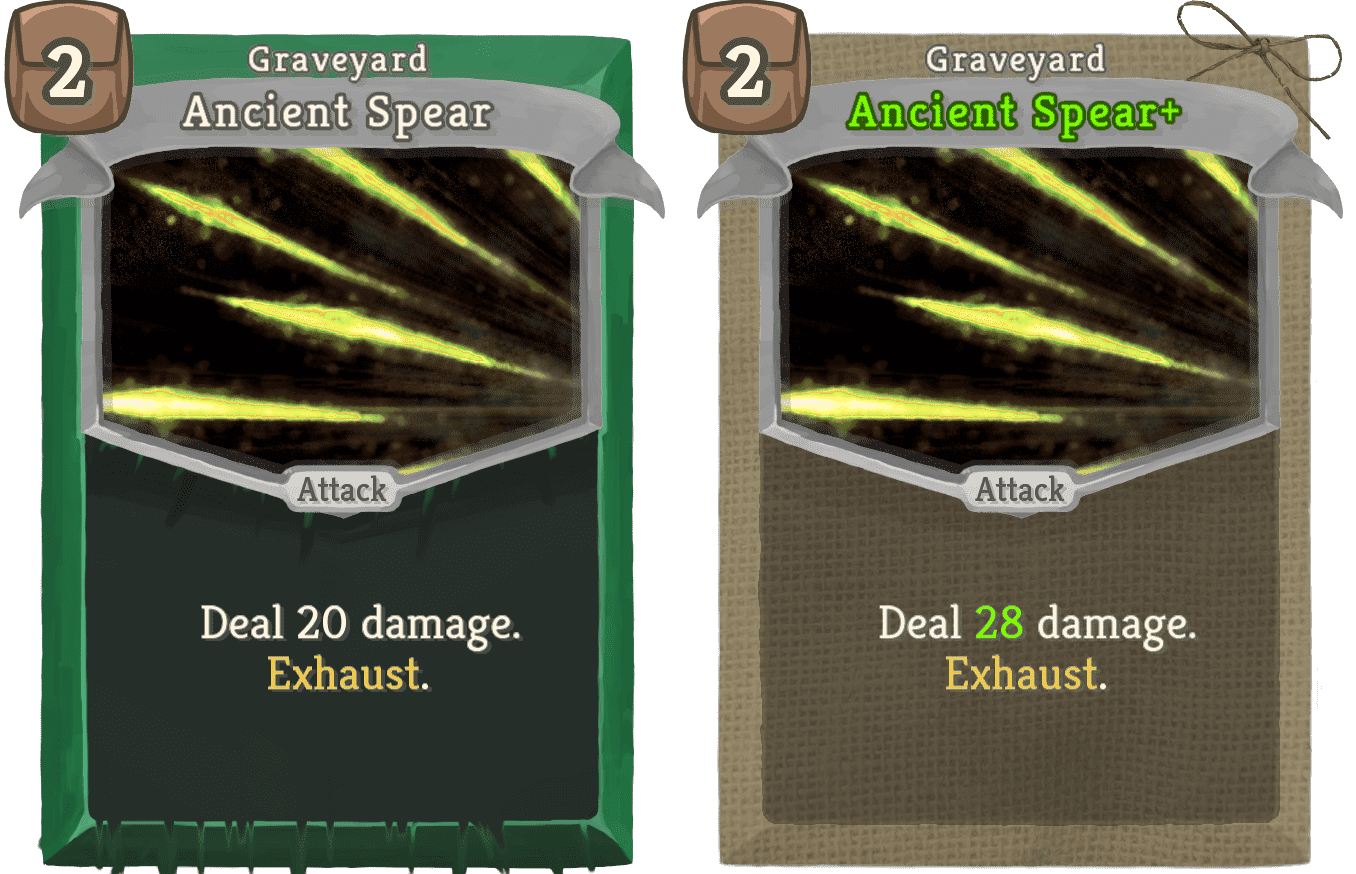 2
Graveyard
Ancient Spear
Attack
Deal 20 damage.
Exhaust.
2
Graveyard
Ancient Spear+
Attack
Deal 28 damage.
Exhaust.